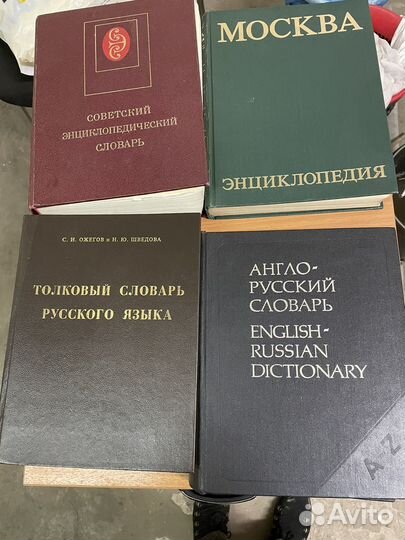 СОВЕТСКИЙ
ЭНЦИКЛОПЕДИЧЕСКИЙ
СЛОВАРЬ
МОСКВА
ЭНЦИКЛОПЕДИЯ
С. И. ОЖЕГОВ и Н. Ю. ШВЕДОВА
ТОЛКОВЫЙ СЛОВАРЬ
РУССКОГО ЯЗЫКА
АНГЛО-
РУССКИЙ
СЛОВАРЬ
ENGLISH-
RUSSIAN
DICTIONARY
A Z
Avito